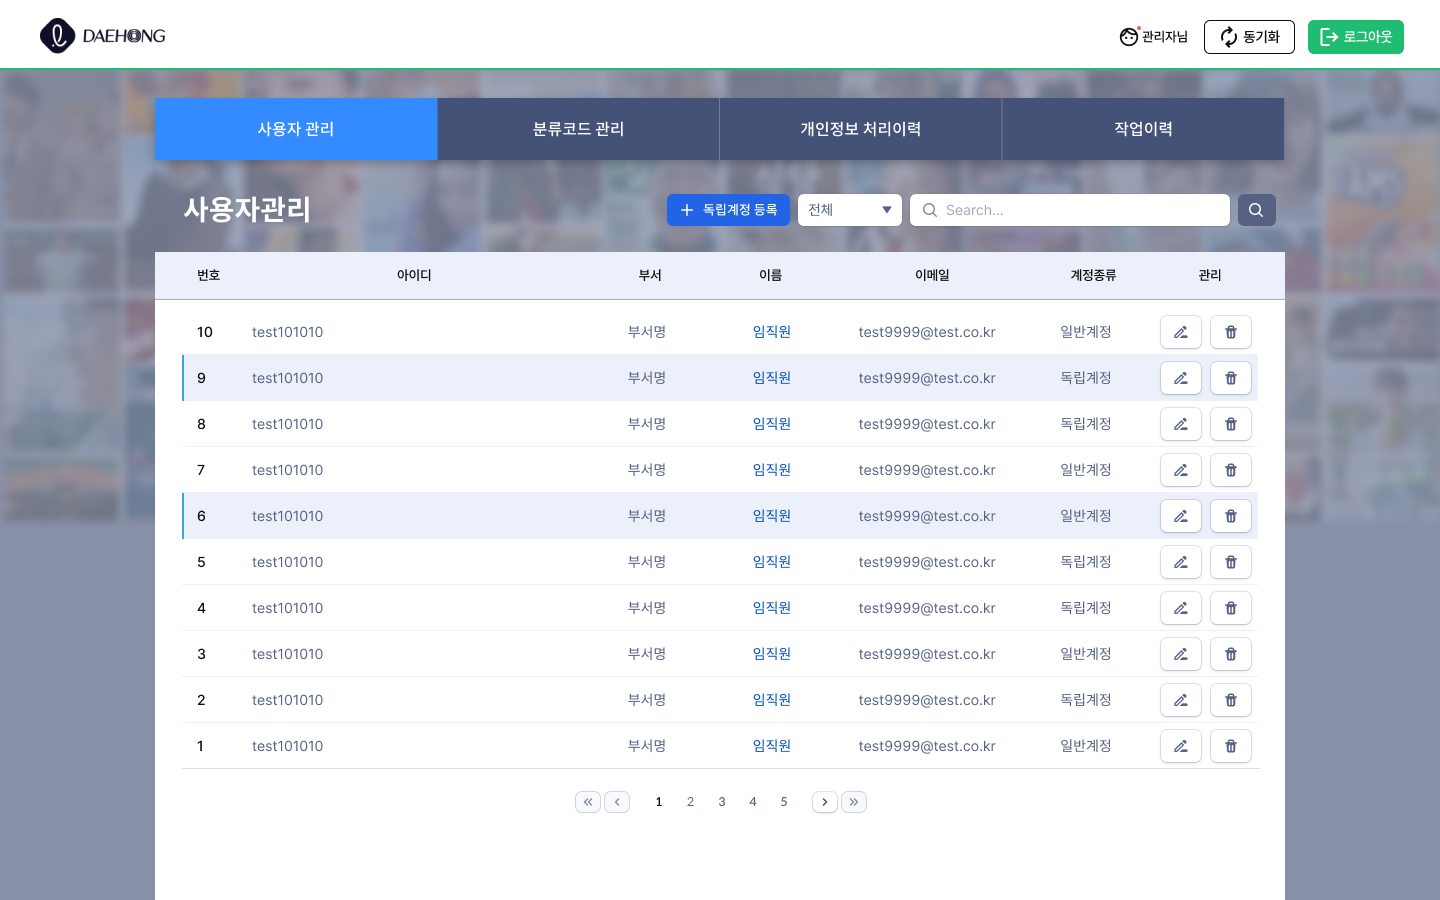 DAEHONG
관리자님 동기화 로그아웃
사용자 관리 분류코드 관리 개인정보 처리이력 작업이력
사용자관리 독립계정 등록 전체 Search...
번호 아이디 부서 이름 이메일 계정종류 관리
10 test101010 부서명 임직원 test9999@test.co.kr 일반계정
9 test101010 부서명 임직원 test9999@test.co.kr 독립계정
8 test101010 부서명 임직원 test9999@test.co.kr 독립계정
7 test101010 부서명 임직원 test9999@test.co.kr 일반계정
6 test101010 부서명 임직원 test9999@test.co.kr 일반계정
5 test101010 부서명 임직원 test9999@test.co.kr 독립계정
4 test101010 부서명 임직원 test9999@test.co.kr 독립계정
3 test101010 부서명 임직원 test9999@test.co.kr 일반계정
2 test101010 부서명 임직원 test9999@test.co.kr 독립계정
1 test101010 부서명 임직원 test9999@test.co.kr 일반계정
« ‹ 1 2 3 4 5 › »